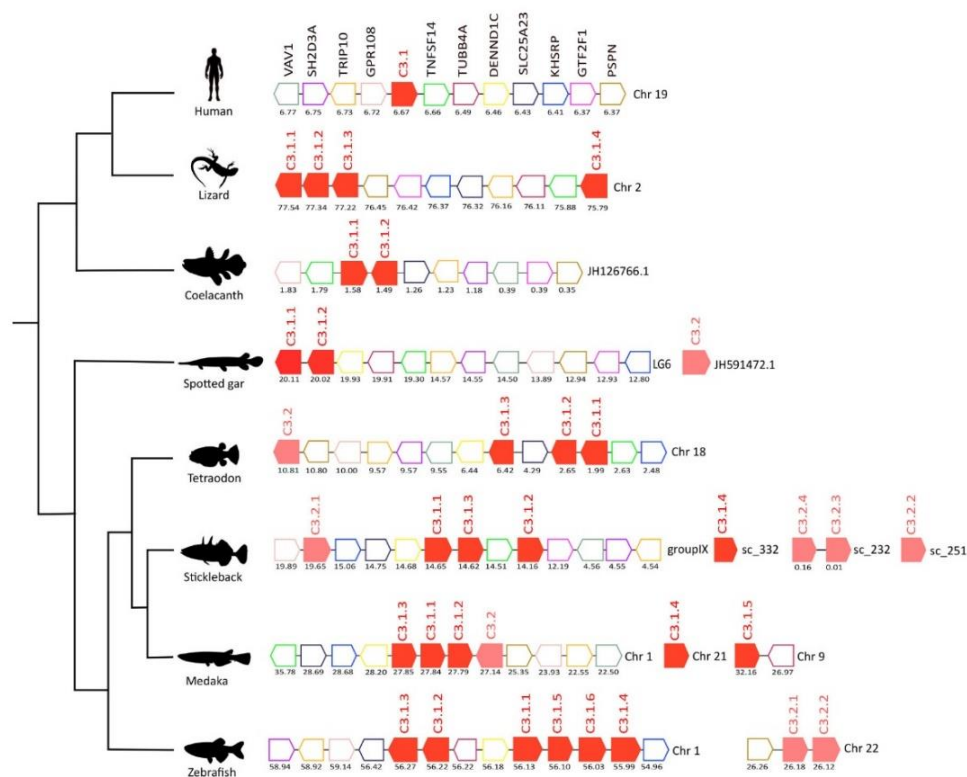 VAV1 SH2D3A TRIP10 GPR108 C3.1 TNFSF14 TUBB4A DENND1C SLC25A23 KHSRP GTF2F1 PSPN
Human
Chr 19
6.77 6.75 6.73 6.72 6.67 6.66 6.49 6.46 6.43 6.41 6.37 6.37
C3.1.1 C3.1.2 C3.1.3 C3.1.4
Lizard
Chr 2
77.54 77.34 77.22 76.45 76.42 76.37 76.32 76.16 76.11 75.88 75.79
C3.1.1 C3.1.2
Coelacanth
JH126766.1
1.83 1.79 1.58 1.49 1.26 1.23 1.18 0.39 0.39 0.35
C3.1.1 C3.1.2 C3.2
Spotted gar
LG6 JH591472.1
20.11 20.02 19.93 19.91 19.30 14.57 14.55 14.50 13.89 12.94 12.93 12.80
C3.2 C3.1.3 C3.1.2 C3.1.1
Tetraodon
Chr 18
10.81 10.80 10.00 9.57 9.57 9.55 6.44 6.42 4.29 2.65 1.99 2.63 2.48
C3.2.1 C3.1.1 C3.1.3 C3.1.2 C3.1.4 C3.2.4 C3.2.3 C3.2.2
Stickleback
groupIX sc_332 sc_232 sc_251
19.89 19.65 15.06 14.75 14.68 14.65 14.62 14.51 14.16 12.19 4.56 4.55 4.54 0.16 0.01
C3.1.3 C3.1.1 C3.1.2 C3.2 C3.1.4 C3.1.5
Medaka
Chr 1 Chr 21 Chr 9
35.78 28.69 28.68 28.20 27.85 27.84 27.79 27.14 25.35 23.93 22.55 22.50 32.16 26.97
C3.1.3 C3.1.2 C3.1.1 C3.1.5 C3.1.6 C3.1.4 C3.2.1 C3.2.2
Zebrafish
Chr 1 Chr 22
58.94 58.92 59.14 56.42 56.27 56.22 56.22 56.18 56.13 56.10 56.03 55.99 54.96 26.26 26.18 26.12